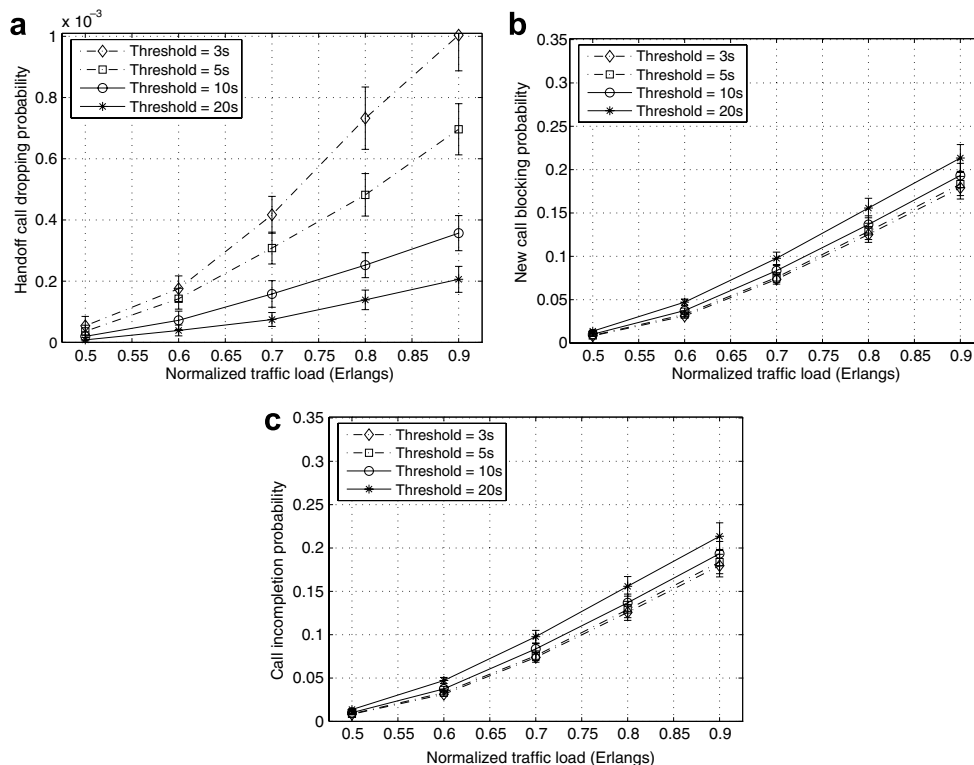 a
x 10⁻³
Threshold = 3s
Threshold = 5s
Threshold = 10s
Threshold = 20s
Handoff call dropping probability
1
0.8
0.6
0.4
0.2
0
0.5 0.55 0.6 0.65 0.7 0.75 0.8 0.85 0.9
Normalized traffic load (Erlangs)
b
Threshold = 3s
Threshold = 5s
Threshold = 10s
Threshold = 20s
New call blocking probability
0.35
0.3
0.25
0.2
0.15
0.1
0.05
0
0.5 0.55 0.6 0.65 0.7 0.75 0.8 0.85 0.9
Normalized traffic load (Erlangs)
c
Threshold = 3s
Threshold = 5s
Threshold = 10s
Threshold = 20s
Call incompletion probability
0.35
0.3
0.25
0.2
0.15
0.1
0.05
0
0.5 0.55 0.6 0.65 0.7 0.75 0.8 0.85 0.9
Normalized traffic load (Erlangs)